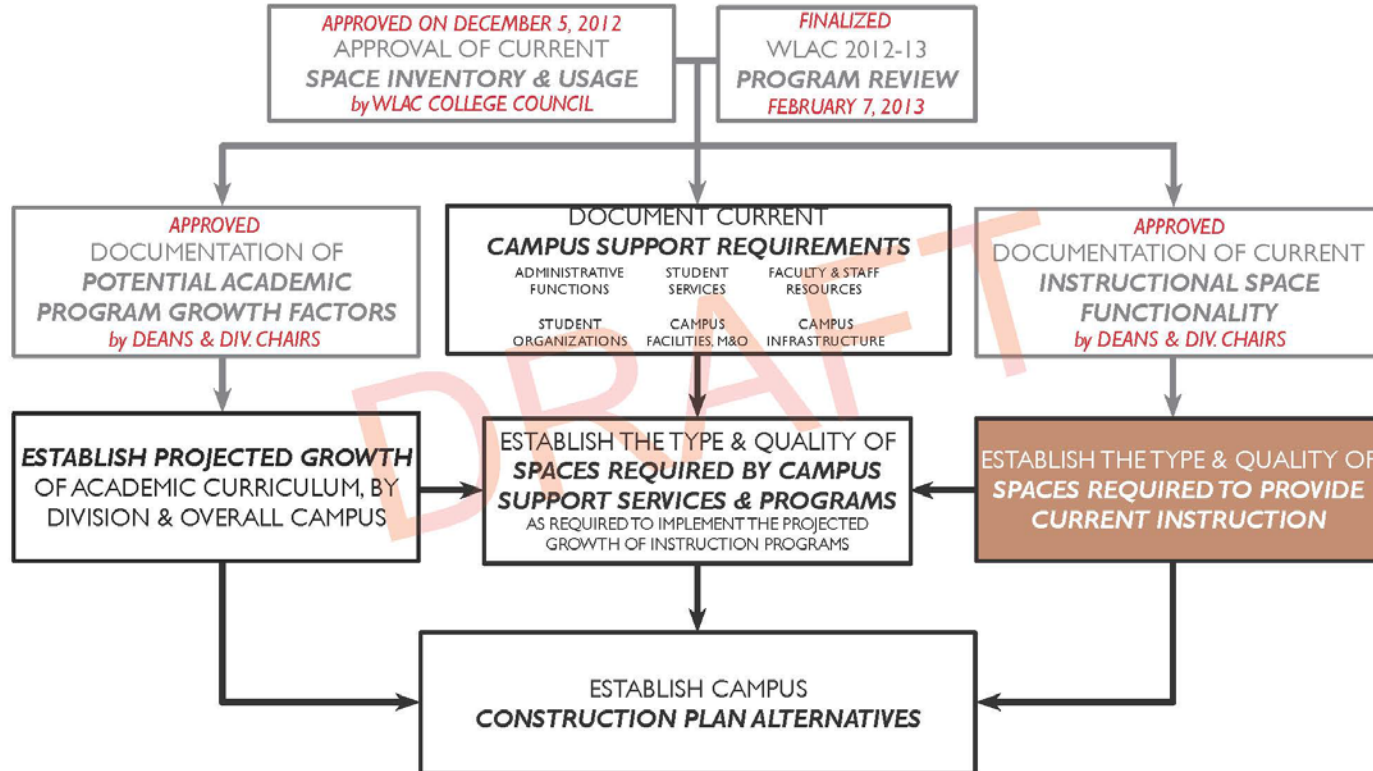 APPROVED ON DECEMBER 5, 2012
APPROVAL OF CURRENT
SPACE INVENTORY & USAGE
by WLAC COLLEGE COUNCIL
FINALIZED
WLAC 2012-13
PROGRAM REVIEW
FEBRUARY 7, 2013
APPROVED
DOCUMENTATION OF
POTENTIAL ACADEMIC
PROGRAM GROWTH FACTORS
by DEANS & DIV. CHAIRS
DOCUMENT CURRENT
CAMPUS SUPPORT REQUIREMENTS
ADMINISTRATIVE
FUNCTIONS
STUDENT
SERVICES
FACULTY & STAFF
RESOURCES
STUDENT
ORGANIZATIONS
CAMPUS
FACILITIES, M&O
CAMPUS
INFRASTRUCTURE
APPROVED
DOCUMENTATION OF CURRENT
INSTRUCTIONAL SPACE
FUNCTIONALITY
by DEANS & DIV. CHAIRS
ESTABLISH PROJECTED GROWTH
OF ACADEMIC CURRICULUM, BY
DIVISION & OVERALL CAMPUS
ESTABLISH THE TYPE & QUALITY OF
SPACES REQUIRED BY CAMPUS
SUPPORT SERVICES & PROGRAMS
AS REQUIRED TO IMPLEMENT THE PROJECTED
GROWTH OF INSTRUCTION PROGRAMS
ESTABLISH THE TYPE & QUALITY OF
SPACES REQUIRED TO PROVIDE
CURRENT INSTRUCTION
ESTABLISH CAMPUS
CONSTRUCTION PLAN ALTERNATIVES
DRAFT